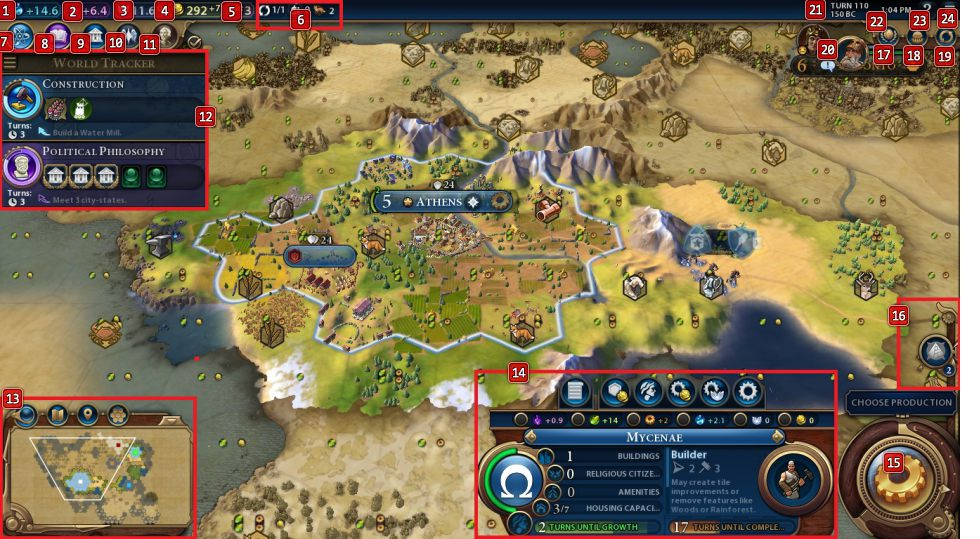 1 +14.6 2 +6.4 3 11.6 4 292 +7 5 1/1 2
6
21 TURN 110 1:04 PM ?
150 BC
22 23 24
7 8 9 10 11
20 17 18 19
6
WORLD TRACKER
CONSTRUCTION
12
Turns:
3 Build a Water Mill.
POLITICAL PHILOSOPHY
Turns:
3 Meet 3 city-states.
24
5 ATHENS
24
16
2
13
14
CHOOSE PRODUCTION
+0.9 +14 +2 +2.1 0 0
MYCENAE
1 BUILDINGS
0 RELIGIOUS CITIZE...
0 AMENITIES
3/7 HOUSING CAPACI...
2 TURNS UNTIL GROWTH
Builder
2 3
May create tile
improvements or
remove features like
Woods or Rainforest.
17 TURNS UNTIL COMPLE...
15